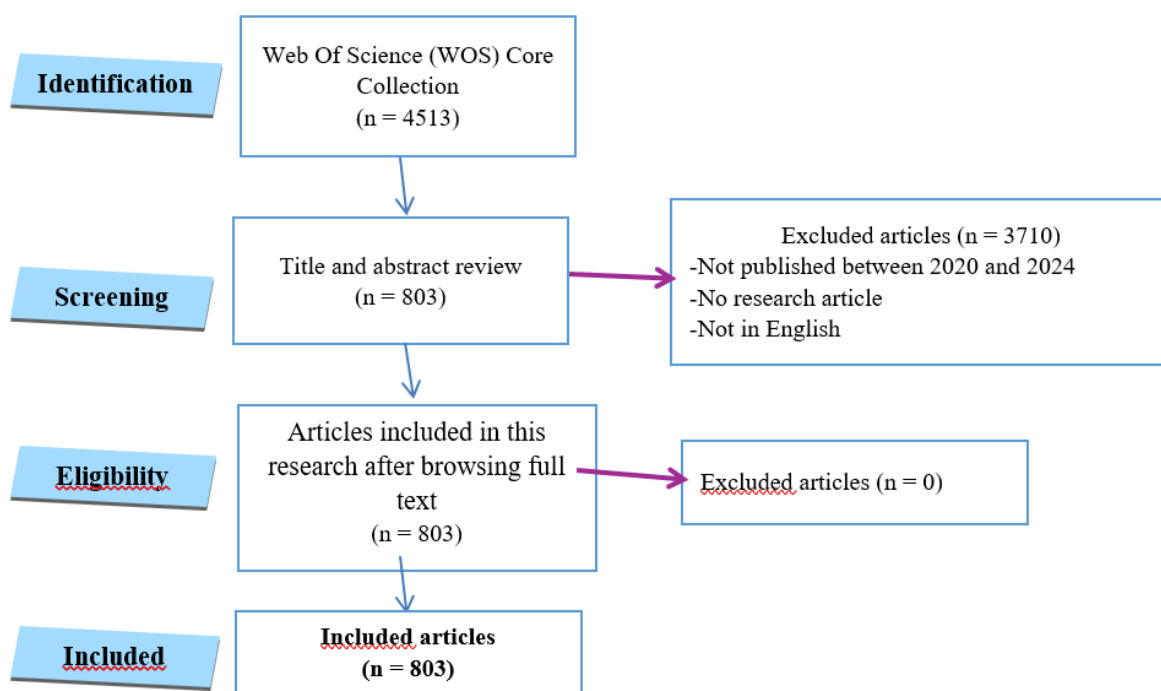 Identification
Web Of Science (WOS) Core
Collection
(n = 4513)
Screening
Title and abstract review
(n = 803)
Excluded articles (n = 3710)
-Not published between 2020 and 2024
-No research article
-Not in English
Eligibility
Articles included in this
research after browsing full
text
(n = 803)
Excluded articles (n = 0)
Included
Included articles
(n = 803)